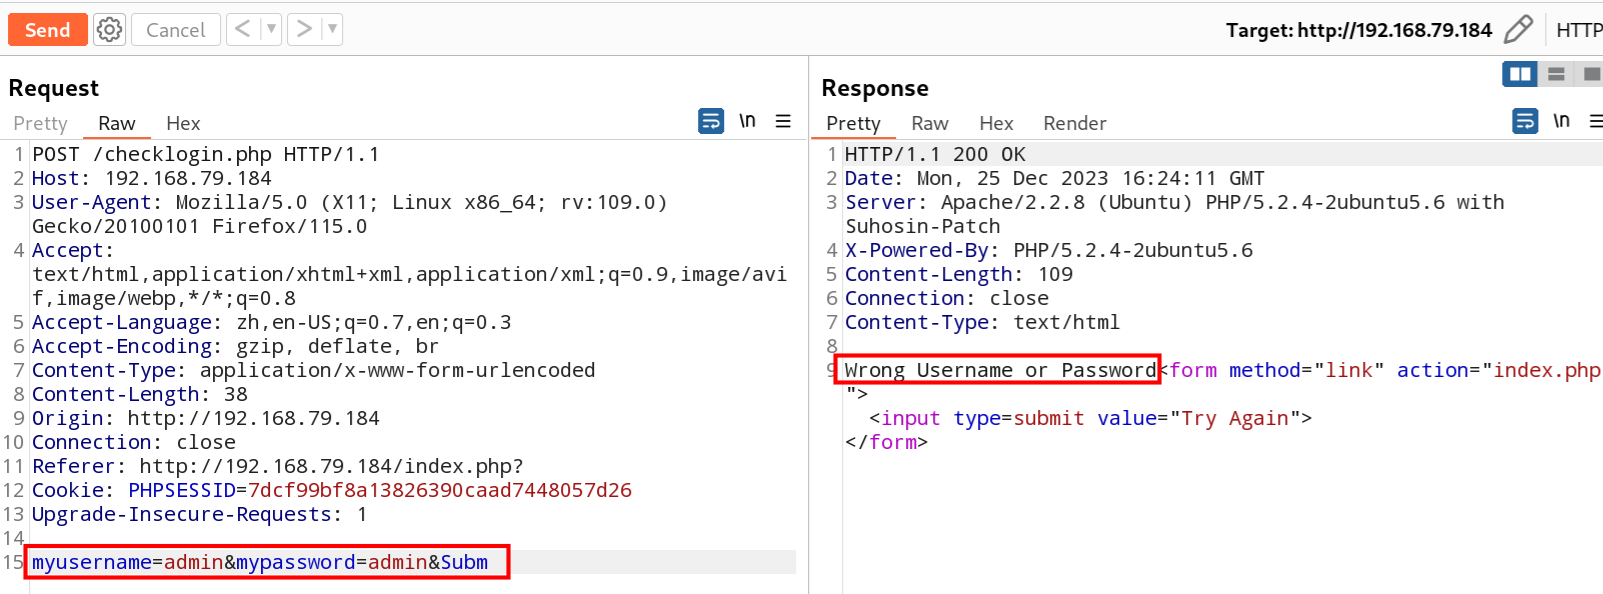 Send Cancel < > Target: http://192.168.79.184 HTTP
Request
Pretty Raw Hex \n
1 POST /checklogin.php HTTP/1.1
2 Host: 192.168.79.184
3 User-Agent: Mozilla/5.0 (X11; Linux x86_64; rv:109.0)
Gecko/20100101 Firefox/115.0
4 Accept:
text/html,application/xhtml+xml,application/xml;q=0.9,image/avi
f,image/webp,*/*;q=0.8
5 Accept-Language: zh,en-US;q=0.7,en;q=0.3
6 Accept-Encoding: gzip, deflate, br
7 Content-Type: application/x-www-form-urlencoded
8 Content-Length: 38
9 Origin: http://192.168.79.184
10 Connection: close
11 Referer: http://192.168.79.184/index.php?
12 Cookie: PHPSESSID=7dcf99bf8a13826390caad7448057d26
13 Upgrade-Insecure-Requests: 1
14
15 myusername=admin&mypassword=admin&Subm
Response
Pretty Raw Hex Render \n
1 HTTP/1.1 200 OK
2 Date: Mon, 25 Dec 2023 16:24:11 GMT
3 Server: Apache/2.2.8 (Ubuntu) PHP/5.2.4-2ubuntu5.6 with
Suhosin-Patch
4 X-Powered-By: PHP/5.2.4-2ubuntu5.6
5 Content-Length: 109
6 Connection: close
7 Content-Type: text/html
8
9 Wrong Username or Password<form method="link" action="index.php
">
<input type=submit value="Try Again">
</form>